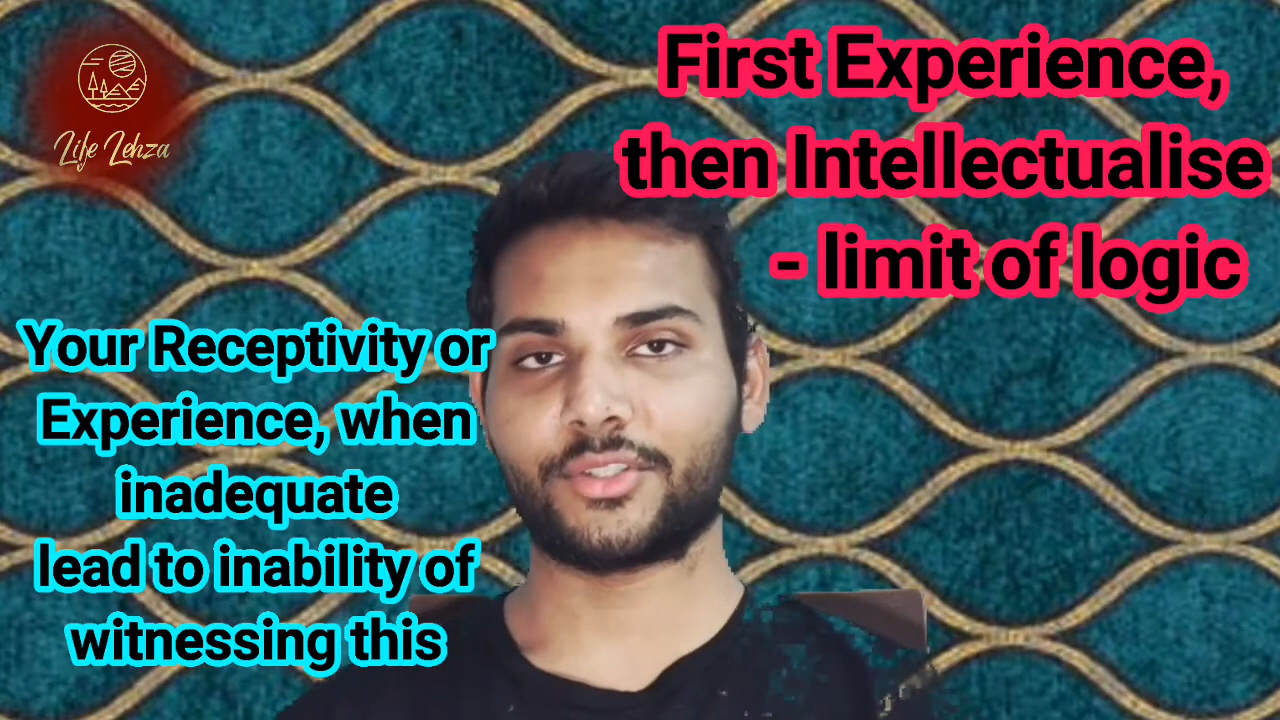 Life Lehza
First Experience,
then Intellectualise
- limit of logic
Your Receptivity or
Experience, when
inadequate
lead to inability of
witnessing this